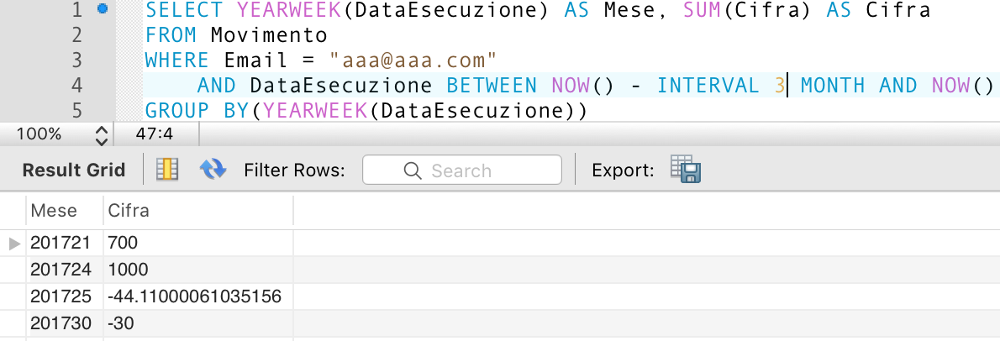 1 SELECT YEARWEEK(DataEsecuzione) AS Mese, SUM(Cifra) AS Cifra
2 FROM Movimento
3 WHERE Email = "aaa@aaa.com"
4 AND DataEsecuzione BETWEEN NOW() - INTERVAL 3 MONTH AND NOW()
5 GROUP BY(YEARWEEK(DataEsecuzione))
100% 47:4
Result Grid Filter Rows: Search Export:
Mese Cifra
201721 700
201724 1000
201725 -44.11000061035156
201730 -30